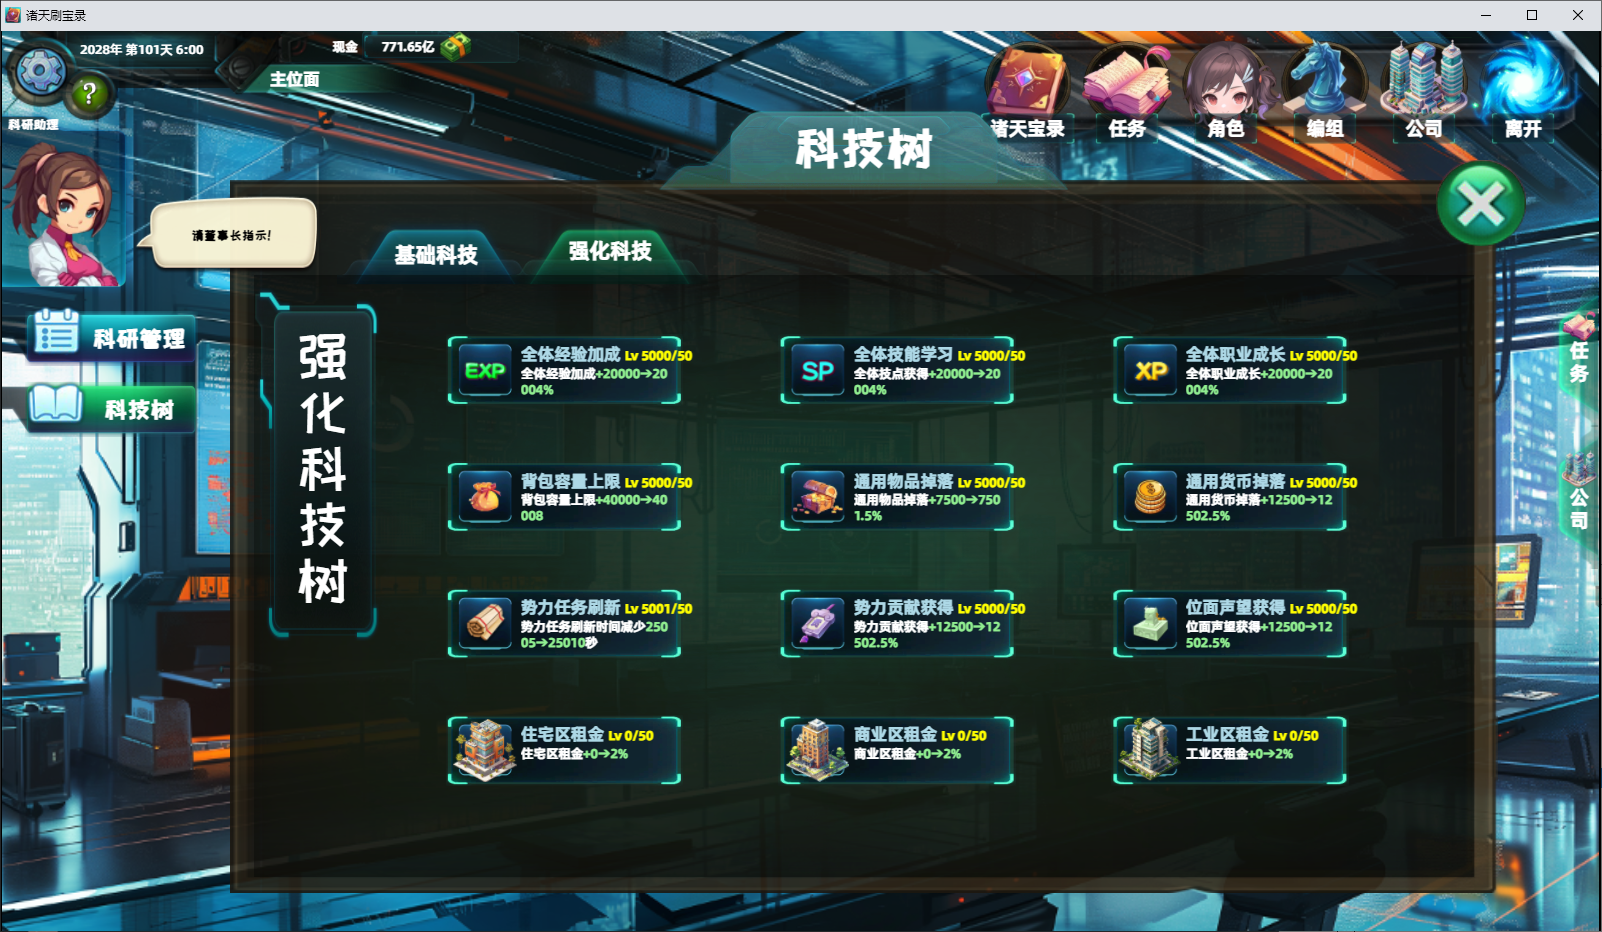 诸天刷宝录
2028年 第101天 6:00
现金
771.65亿
主位面
?
科研助理
诸天宝录
任务
角色
编组
公司
离开
科技树
请董事长指示!
基础科技
强化科技
科研管理
科技树
强化科技树
EXP
全体经验加成 Lv 5000/50
全体经验加成+20000→20
004%
SP
全体技能学习 Lv 5000/50
全体技点获得+20000→20
004%
XP
全体职业成长 Lv 5000/50
全体职业成长+20000→20
004%
背包容量上限 Lv 5000/50
背包容量上限+40000→40
008
通用物品掉落 Lv 5000/50
通用物品掉落+7500→750
1.5%
通用货币掉落 Lv 5000/50
通用货币掉落+12500→12
502.5%
势力任务刷新 Lv 5001/50
势力任务刷新时间减少250
05→25010秒
势力贡献获得 Lv 5000/50
势力贡献获得+12500→12
502.5%
位面声望获得 Lv 5000/50
位面声望获得+12500→12
502.5%
住宅区租金 Lv 0/50
住宅区租金+0→2%
商业区租金 Lv 0/50
商业区租金+0→2%
工业区租金 Lv 0/50
工业区租金+0→2%
任务
公司